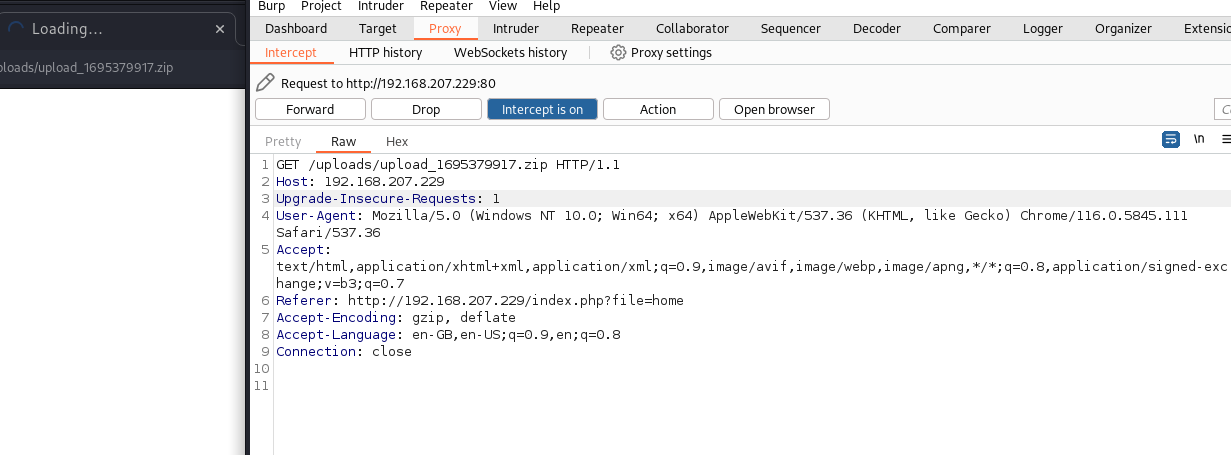 Burp Project Intruder Repeater View Help
Loading... ×
Dashboard Target Proxy Intruder Repeater Collaborator Sequencer Decoder Comparer Logger Organizer Extensio
Intercept HTTP history WebSockets history Proxy settings
ploads/upload_1695379917.zip
Request to http://192.168.207.229:80
Forward Drop Intercept is on Action Open browser
Pretty Raw Hex \n
1 GET /uploads/upload_1695379917.zip HTTP/1.1
2 Host: 192.168.207.229
3 Upgrade-Insecure-Requests: 1
4 User-Agent: Mozilla/5.0 (Windows NT 10.0; Win64; x64) AppleWebKit/537.36 (KHTML, like Gecko) Chrome/116.0.5845.111
Safari/537.36
5 Accept:
text/html,application/xhtml+xml,application/xml;q=0.9,image/avif,image/webp,image/apng,*/*;q=0.8,application/signed-exc
hange;v=b3;q=0.7
6 Referer: http://192.168.207.229/index.php?file=home
7 Accept-Encoding: gzip, deflate
8 Accept-Language: en-GB,en-US;q=0.9,en;q=0.8
9 Connection: close
10
11